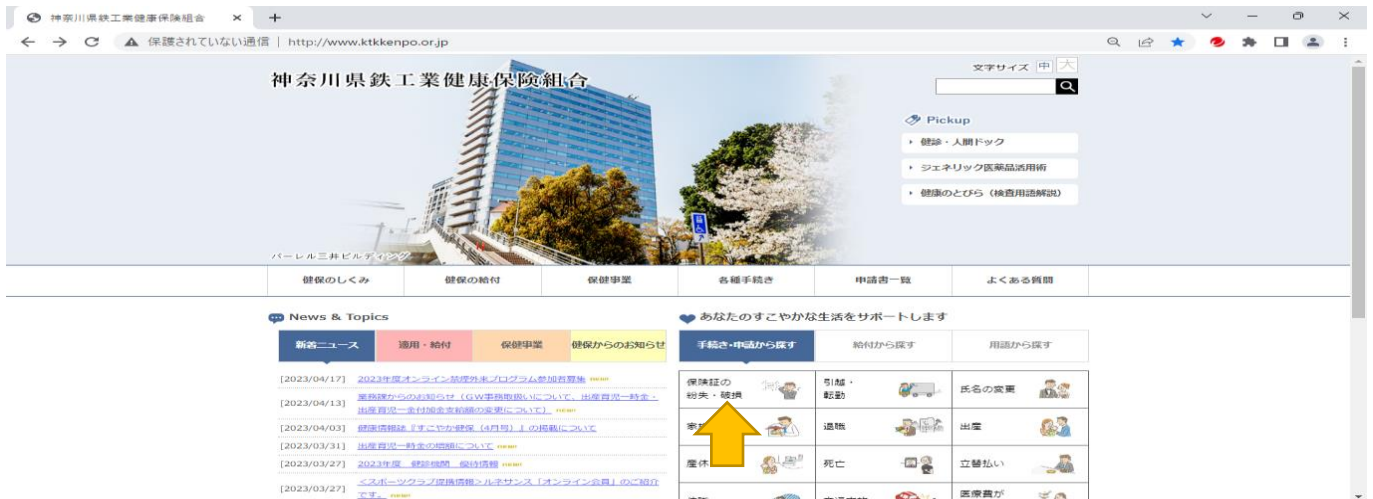 神奈川県鉄工業健康保険組合
保護されていない通信 | http://www.ktkkenpo.or.jp
神奈川県鉄工業健康保険組合
文字サイズ 中 大
Pickup
健診・人間ドック
ジェネリック医薬品活用術
健康のとびら（検査用語解説）
パーレル三井ビルディング
健保のしくみ
健保の給付
保健事業
各種手続き
申請書一覧
よくある質問
News & Topics
新着ニュース
適用・給付
保健事業
健保からのお知らせ
[2023/04/17] 2023年度オンライン禁煙外来プログラム参加者募集 new!
[2023/04/13] 業務課からのお知らせ（GW事務取扱いについて、出産育児一時金・
出産育児一金付加金支給額の変更について） new!
[2023/04/03] 健康情報誌『すこやか健保（4月号）』の掲載について
[2023/03/31] 出産育児一時金の増額について new!
[2023/03/27] 2023年度 健診機関 優待情報 new!
[2023/03/27] <スポーツクラブ提携情報>ルネサンス「オンライン会員」のご紹介
です。 new!
あなたのすこやかな生活をサポートします
手続き・申請から探す
給付から探す
用語から探す
保険証の
紛失・破損
引越・
転勤
氏名の変更
退職
出産
産休
死亡
立替払い
医療費が